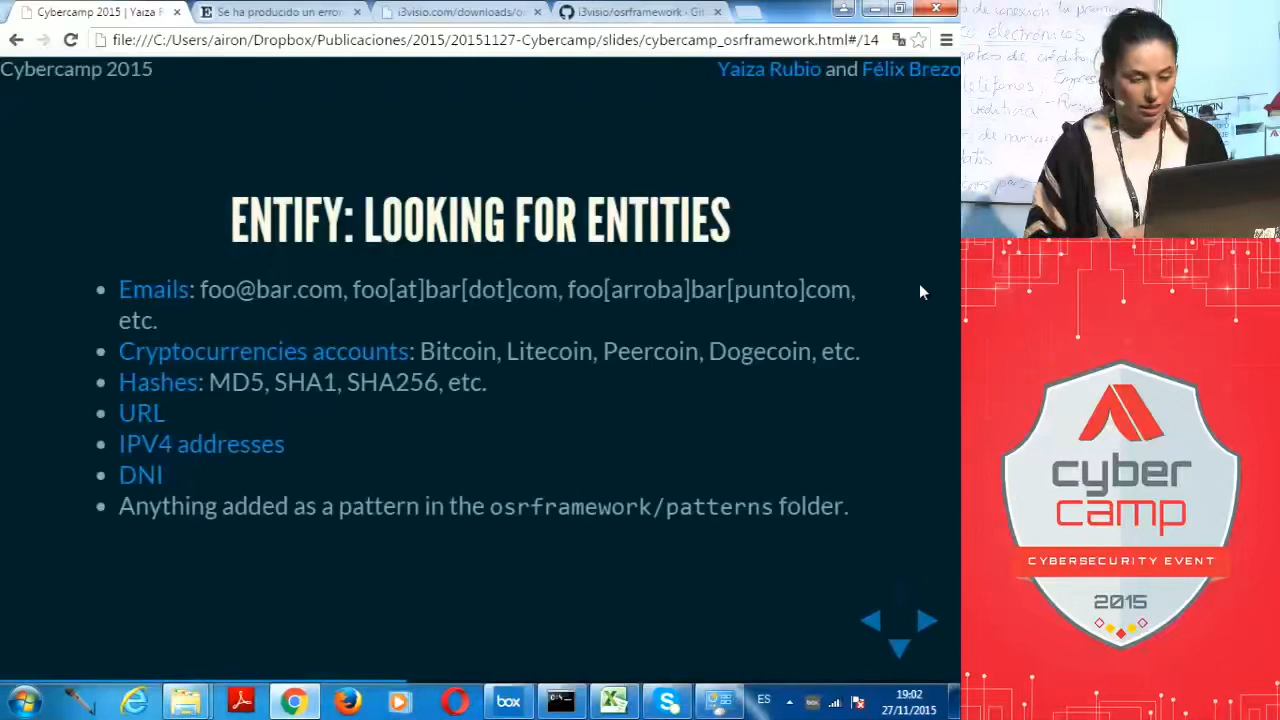 Cybercamp 2015 | Yaiza R
Se ha producido un error
i3visio.com/downloads/o
i3visio/osrframework · Git
file:///C:/Users/airon_Dropbox/Publicaciones/2015/20151127-Cybercamp/slides/cybercamp_osrframework.html#/14
Cybercamp 2015
Yaiza Rubio and Félix Brezo
ENTIFY: LOOKING FOR ENTITIES
Emails: foo@bar.com, foo[at]bar[dot]com, foo[arroba]bar[punto]com,
etc.
Cryptocurrencies accounts: Bitcoin, Litecoin, Peercoin, Dogecoin, etc.
Hashes: MD5, SHA1, SHA256, etc.
URL
IPV4 addresses
DNI
Anything added as a pattern in the osrframework/patterns folder.
box
ES
19:02
27/11/2015
electrónicos
cyber
camp
CYBERSECURITY EVENT
2015